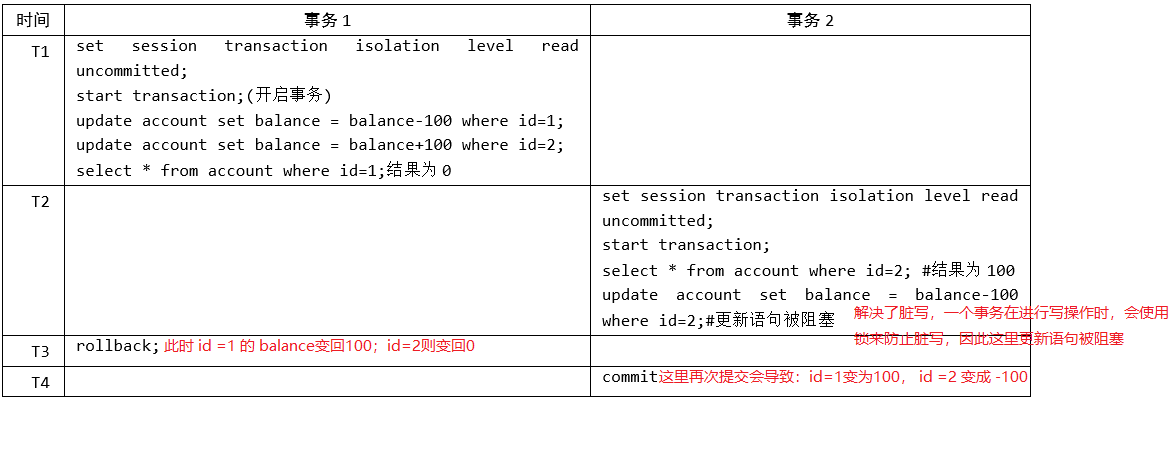 时间 事务 1 事务 2
T1 set session transaction isolation level read
uncommitted;
start transaction;(开启事务)
update account set balance = balance-100 where id=1;
update account set balance = balance+100 where id=2;
select * from account where id=1;结果为 0
T2 set session transaction isolation level read
uncommitted;
start transaction;
select * from account where id=2; #结果为 100
update account set balance = balance-100
where id=2;#更新语句被阻塞
解决了脏写，一个事务在进行写操作时，会使用
锁来防止脏写，因此这里更新语句被阻塞
T3 rollback; 此时 id =1 的 balance变回100；id=2则变回0
T4 commit这里再次提交会导致：id=1变为100， id =2 变成 -100